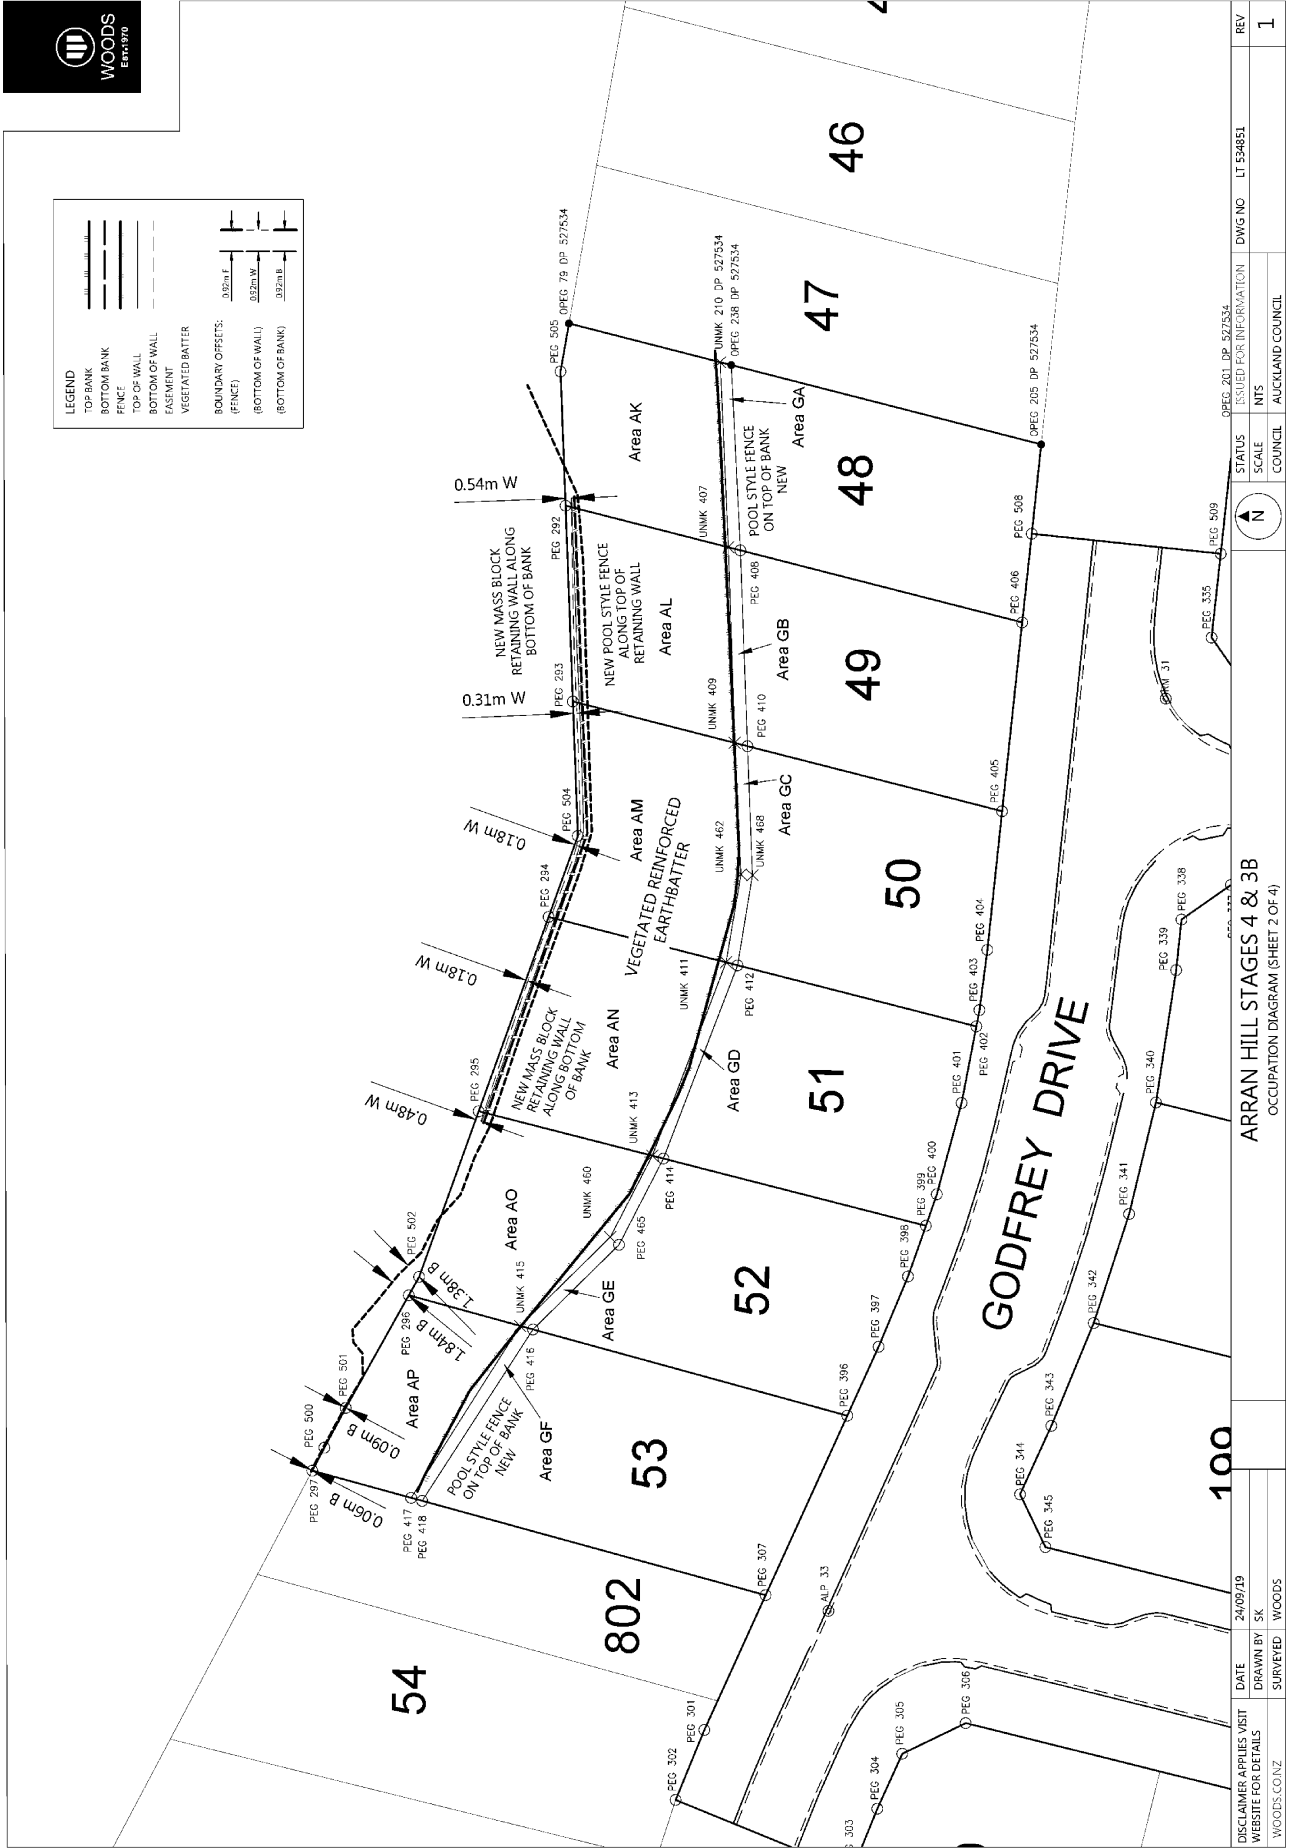 WOODS
EST.1970
LEGEND
TOP BANK
BOTTOM BANK
FENCE
TOP OF WALL
BOTTOM OF WALL
EASEMENT
VEGETATED BATTER
BOUNDARY OFFSETS:
(FENCE)
0.92m F
(BOTTOM OF WALL)
0.92m W
(BOTTOM OF BANK)
0.92m B
54
802
53
52
51
50
49
48
47
46
PEG 297
PEG 500
PEG 501
PEG 296
PEG 502
PEG 295
PEG 294
PEG 504
PEG 293
PEG 292
PEG 505
OPEG 79 DP 527534
0.06m B
0.09m B
1.84m B
1.38m B
0.48m W
0.18m W
0.18m W
0.31m W
0.54m W
NEW MASS BLOCK
RETAINING WALL
ALONG BOTTOM
OF BANK
NEW MASS BLOCK
RETAINING WALL ALONG
BOTTOM OF BANK
NEW POOL STYLE FENCE
ALONG TOP OF
RETAINING WALL
VEGETATED REINFORCED
EARTHBATTER
Area AP
Area AO
Area AN
Area AM
Area AL
Area AK
PEG 417
PEG 418
POOL STYLE FENCE
ON TOP OF BANK
NEW
Area GF
PEG 416
UNMK 415
Area GE
UNMK 460
PEG 465
UNMK 413
PEG 414
Area GD
UNMK 411
PEG 412
UNMK 462
UNMK 468
Area GC
UNMK 409
PEG 410
Area GB
UNMK 407
PEG 408
POOL STYLE FENCE
ON TOP OF BANK
NEW
Area GA
UNMK 210 DP 527534
OPEG 238 DP 527534
OPEG 205 DP 527534
PEG 302
PEG 301
PEG 307
PEG 396
PEG 397
PEG 398
PEG 399
PEG 400
PEG 401
PEG 402
PEG 403
PEG 404
PEG 405
PEG 406
PEG 508
PEG 509
OPEG 201 DP 527534
PEG 335
ALP 33
GODFREY DRIVE
303
PEG 304
PEG 305
PEG 306
PEG 345
PEG 344
PEG 343
PEG 342
PEG 341
PEG 340
PEG 339
PEG 338
DISCLAIMER APPLIES VISIT
WEBSITE FOR DETAILS
WOODS.CO.NZ
DATE 24/09/19
DRAWN BY SK
SURVEYED WOODS
ARRAN HILL STAGES 4 & 3B
OCCUPATION DIAGRAM (SHEET 2 OF 4)
N
STATUS ISSUED FOR INFORMATION
SCALE NTS
COUNCIL AUCKLAND COUNCIL
DWG NO LT 534851
REV
1